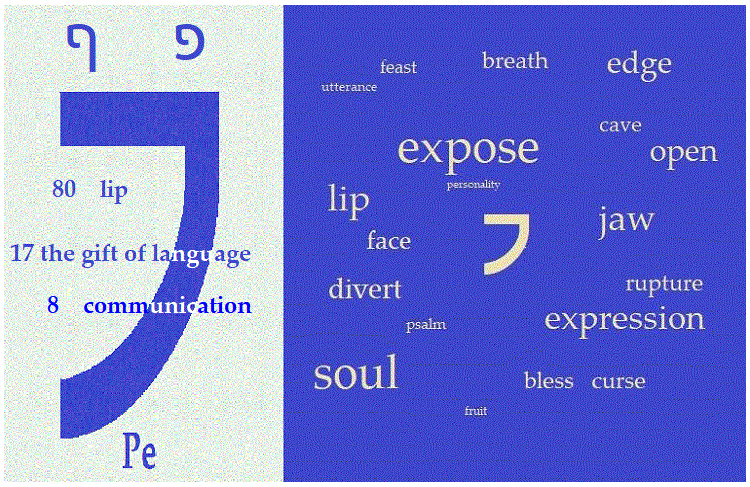 פ ף
80 lip
17 the gift of language
8 communication
Pe
feast
breath
edge
utterance
cave
expose
open
personality
lip
jaw
face
divert
rupture
psalm
expression
soul
bless curse
fruit